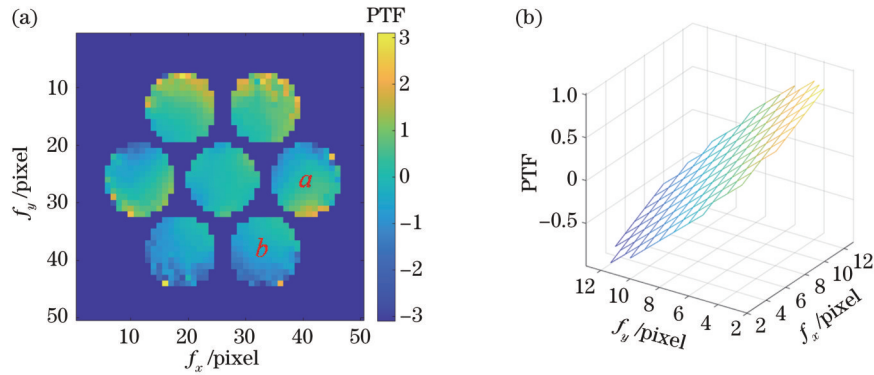 (a)
PTF
3
2
1
0
−1
−2
−3
10
20
30
40
50
f_y /pixel
a
b
10 20 30 40 50
f_x /pixel
(b)
1.0
0.5
0
−0.5
PTF
12 10 8 6 4 2
f_y /pixel
2 4 6 8 10 12
f_x /pixel